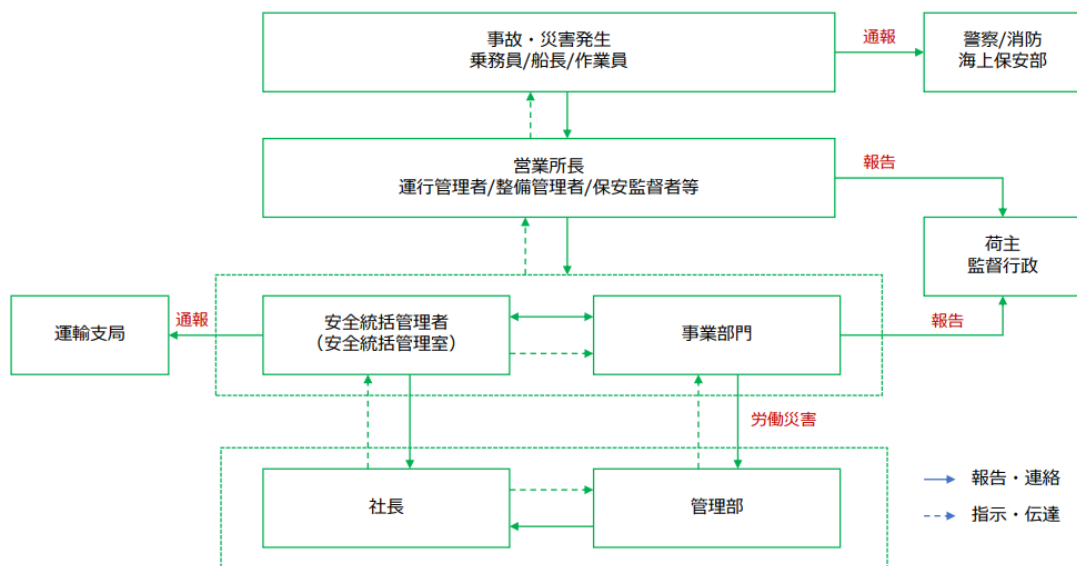 事故・災害発生
乗務員/船長/作業員
通報
警察/消防
海上保安部
営業所長
運行管理者/整備管理者/保安監督者等
報告
荷主
監督行政
運輸支局
通報
安全統括管理者
（安全統括管理室）
事業部門
報告
労働災害
社長
管理部
報告・連絡
指示・伝達